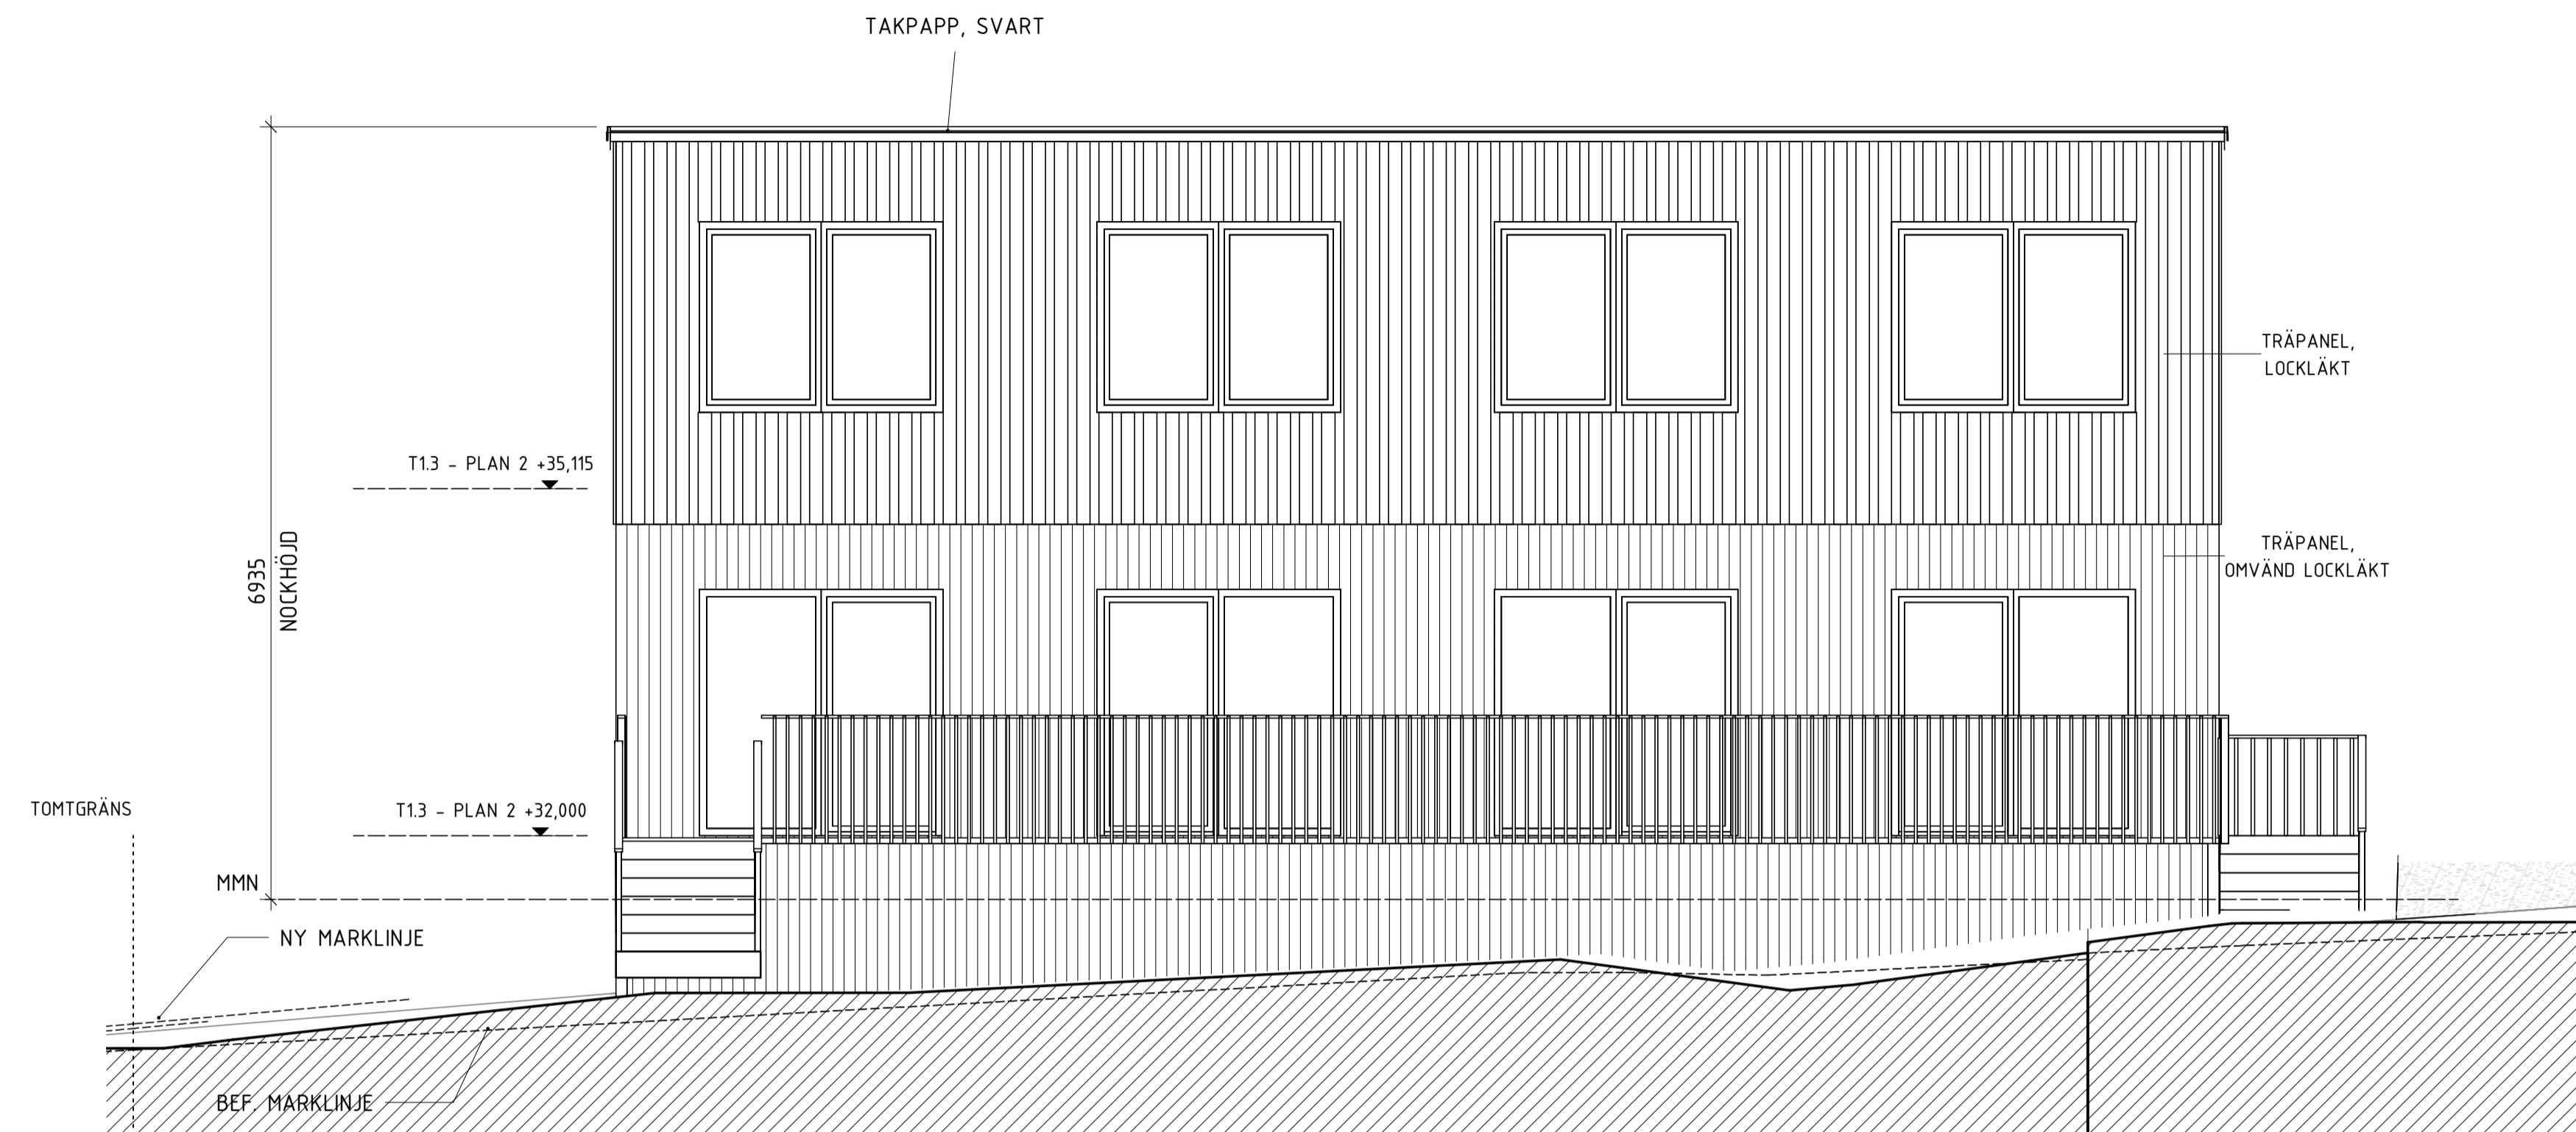 TAKPAPP, SVART
TRÄPANEL,
LOCKLÄKT
T1.3 - PLAN 2 +35,115
6935
NOCKHÖJD
TRÄPANEL,
OMVÄND LOCKLÄKT
TOMTGRÄNS
T1.3 - PLAN 2 +32,000
MMN
NY MARKLINJE
BEF. MARKLINJE